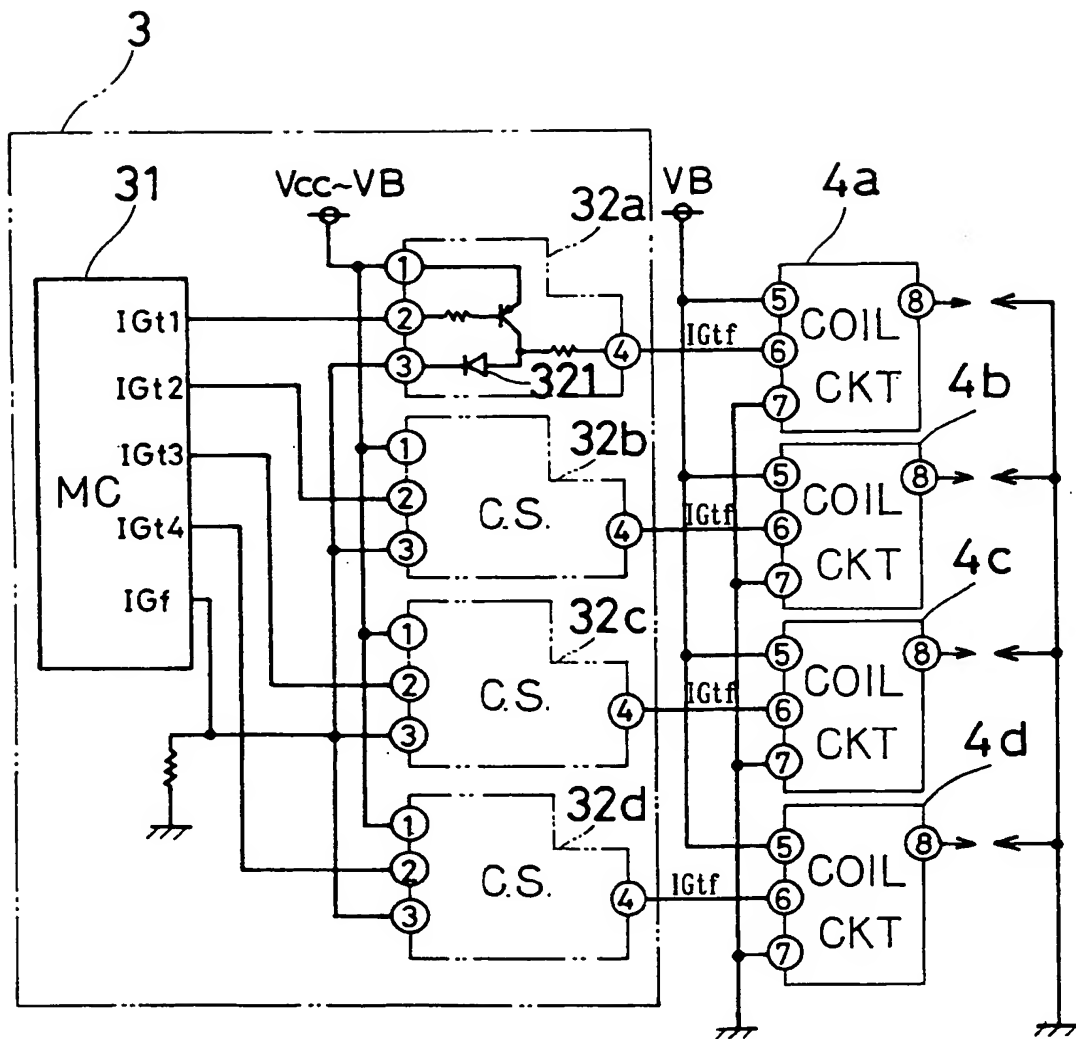 3
31
Vcc~VB
32a
VB
4a
MC
IGt1
IGt2
IGt3
IGt4
IGf
1
2
3
321
4
IGtf
5
6
7
8
COIL
CKT
32b
1
2
3
C.S.
4
IGtf
4b
5
6
7
8
COIL
CKT
32c
1
2
3
C.S.
4
IGtf
4c
5
6
7
8
COIL
CKT
32d
1
2
3
C.S.
4
IGtf
4d
5
6
7
8
COIL
CKT